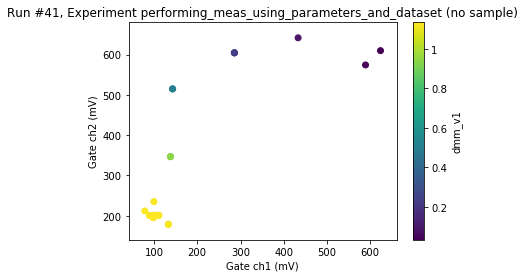 Run #41, Experiment performing_meas_using_parameters_and_dataset (no sample)
Gate ch2 (mV)
600
500
400
300
200
100 200 300 400 500 600
Gate ch1 (mV)
1
0.8
0.6
0.4
0.2
dmm_v1